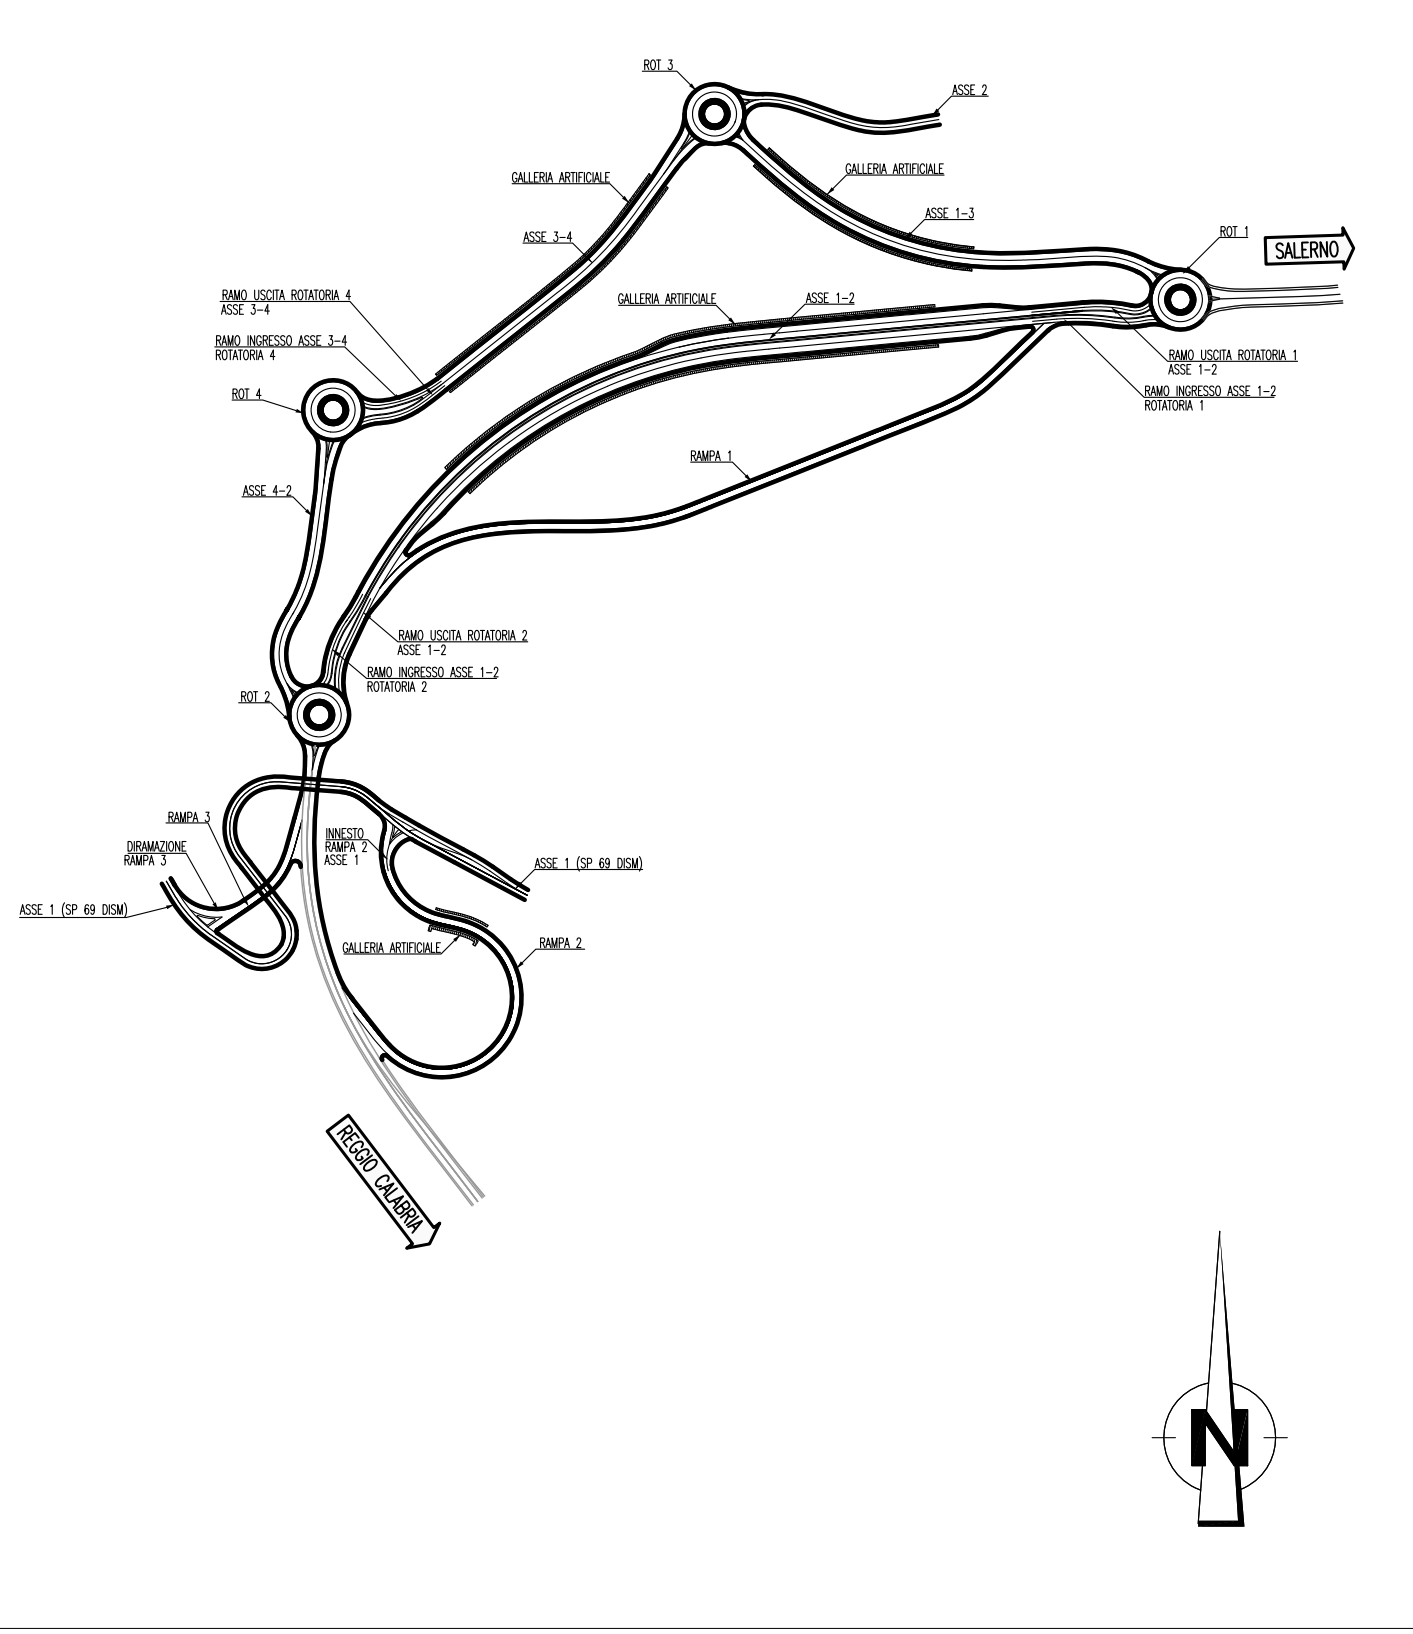 ROT 3
ASSE 2
GALLERIA ARTIFICIALE
GALLERIA ARTIFICIALE
ASSE 1-3
ASSE 3-4
ROT 1
SALERNO
RAMO USCITA ROTATORIA 4
ASSE 3-4
GALLERIA ARTIFICIALE
ASSE 1-2
RAMO INGRESSO ASSE 3-4
ROTATORIA 4
RAMO USCITA ROTATORIA 1
ASSE 1-2
ROT 4
RAMO INGRESSO ASSE 1-2
ROTATORIA 1
RAMPA 1
ASSE 4-2
RAMO USCITA ROTATORIA 2
ASSE 1-2
RAMO INGRESSO ASSE 1-2
ROTATORIA 2
ROT 2
RAMPA 3
INNESTO
RAMPA 2
ASSE 1
DIRAMAZIONE
RAMPA 3
ASSE 1 (SP 69 DISM)
ASSE 1 (SP 69 DISM)
GALLERIA ARTIFICIALE
RAMPA 2
REGGIO CALABRIA
N